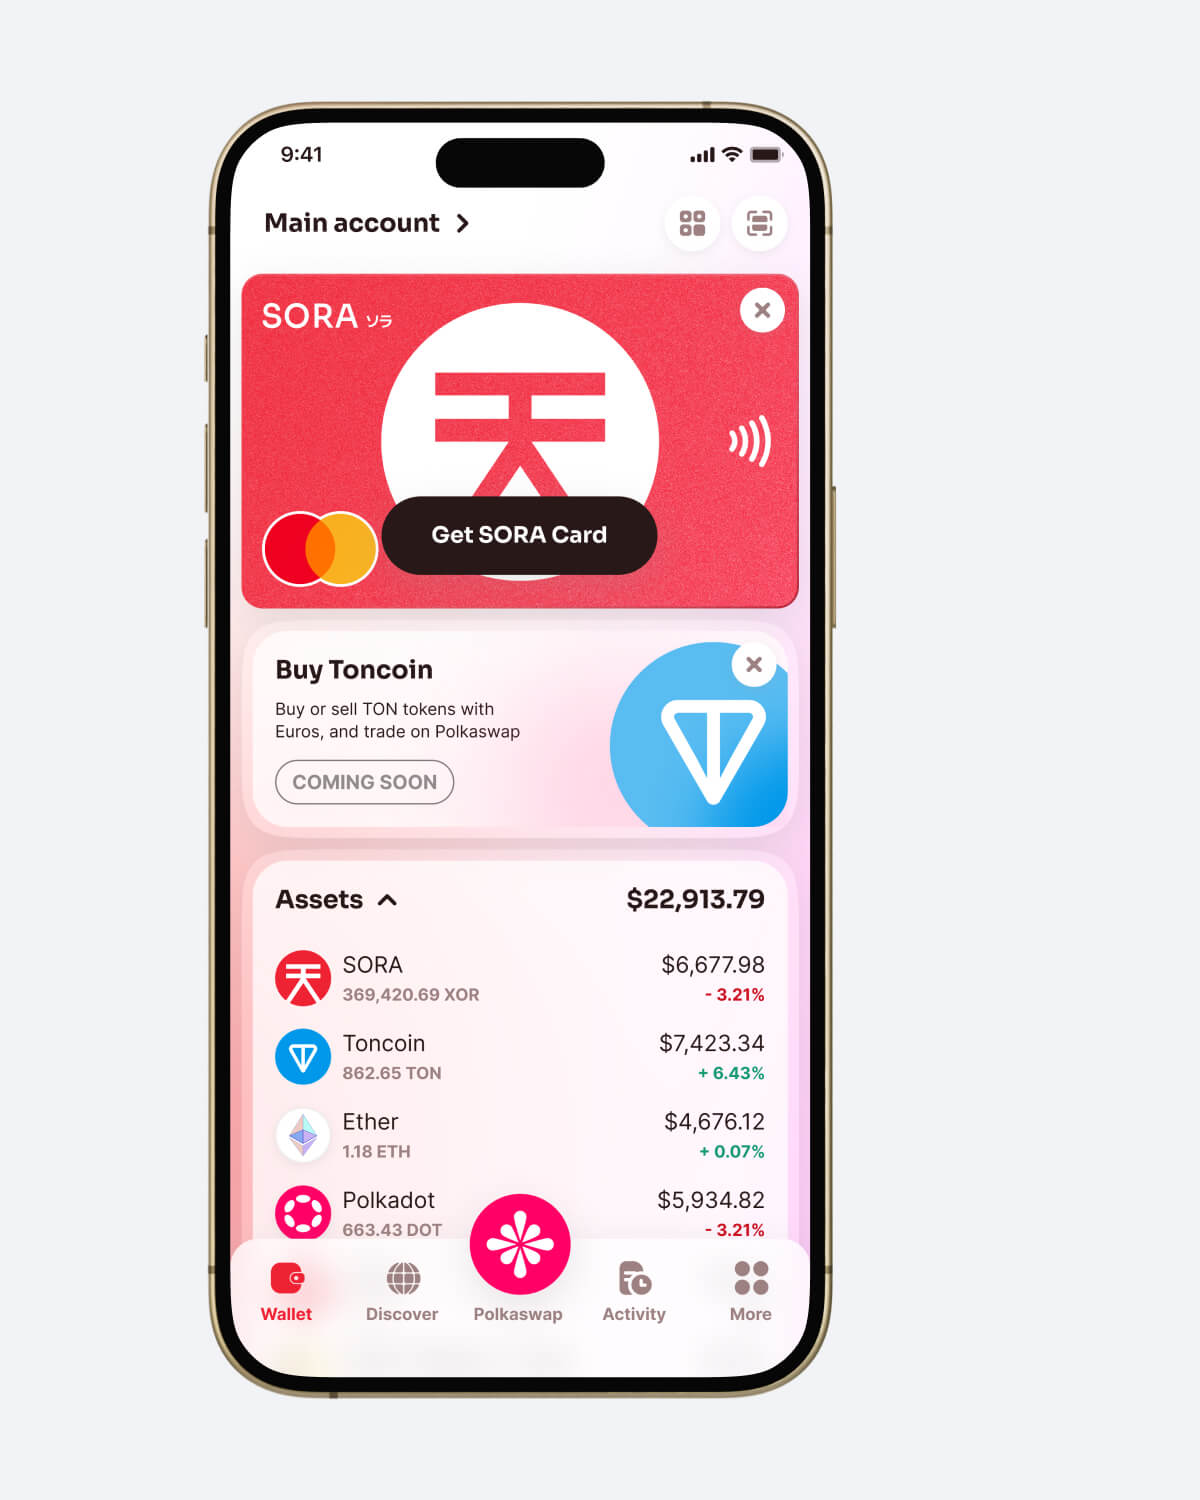 9:41
Main account
SORA ソラ
天
Get SORA Card
Buy Toncoin
Buy or sell TON tokens with
Euros, and trade on Polkaswap
COMING SOON
Assets $22,913.79
SORA $6,677.98
369,420.69 XOR - 3.21%
Toncoin $7,423.34
862.65 TON + 6.43%
Ether $4,676.12
1.18 ETH + 0.07%
Polkadot $5,934.82
663.43 DOT - 3.21%
Wallet Discover Polkaswap Activity More